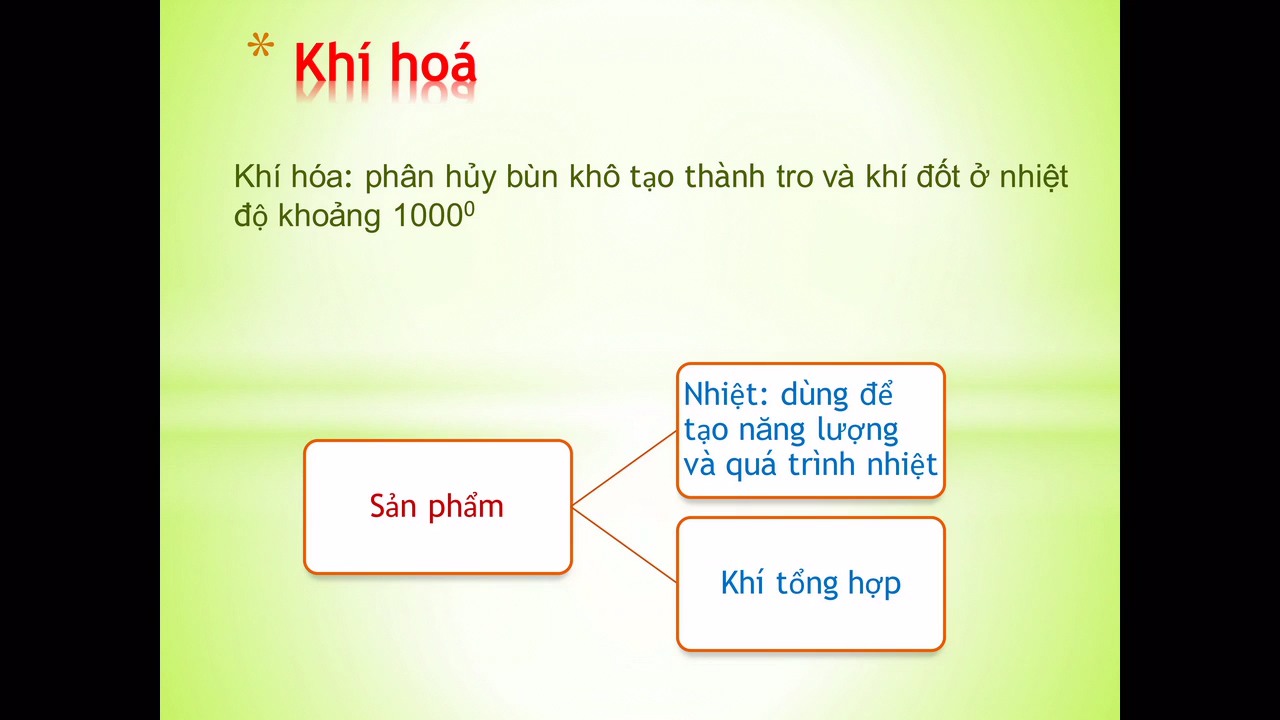 * Khí hoá
Khí hóa: phân hủy bùn khô tạo thành tro và khí đốt ở nhiệt
độ khoảng 1000⁰
Nhiệt: dùng để
tạo năng lượng
và quá trình nhiệt
Sản phẩm
Khí tổng hợp